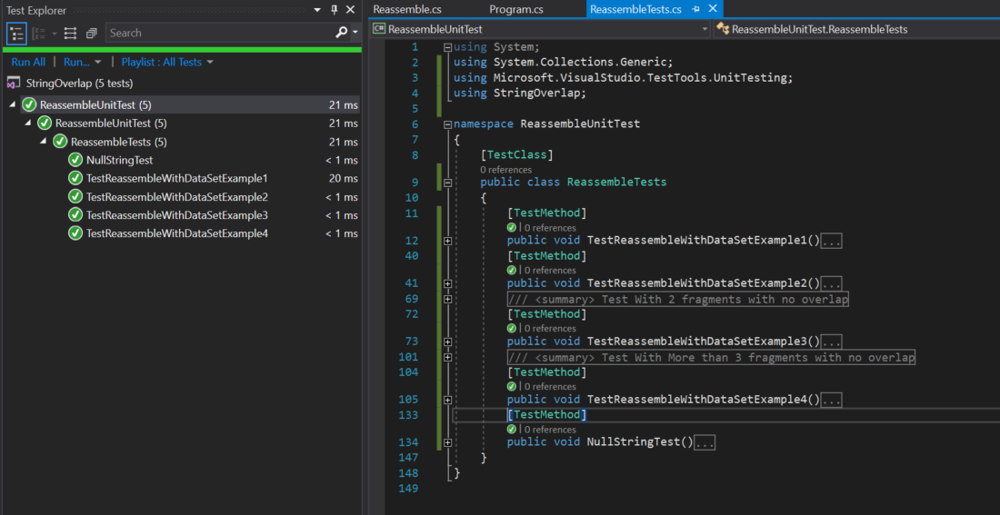 Test Explorer
Search
Run All | Run... | Playlist : All Tests
StringOverlap (5 tests)
ReassembleUnitTest (5) 21 ms
ReassembleUnitTest (5) 21 ms
ReassembleTests (5) 21 ms
NullStringTest < 1 ms
TestReassembleWithDataSetExample1 20 ms
TestReassembleWithDataSetExample2 < 1 ms
TestReassembleWithDataSetExample3 < 1 ms
TestReassembleWithDataSetExample4 < 1 ms
Reassemble.cs Program.cs ReassembleTests.cs
ReassembleUnitTest ReassembleUnitTest.ReassembleTests
1 using System;
2 using System.Collections.Generic;
3 using Microsoft.VisualStudio.TestTools.UnitTesting;
4 using StringOverlap;
5
6 namespace ReassembleUnitTest
7 {
8 [TestClass]
0 references
9 public class ReassembleTests
10 {
11 [TestMethod]
| 0 references
12 public void TestReassembleWithDataSetExample1()...
40 [TestMethod]
| 0 references
41 public void TestReassembleWithDataSetExample2()...
69 /// <summary> Test With 2 fragments with no overlap
72 [TestMethod]
| 0 references
73 public void TestReassembleWithDataSetExample3()...
101 /// <summary> Test With More than 3 fragments with no overlap
104 [TestMethod]
| 0 references
105 public void TestReassembleWithDataSetExample4()...
133 [TestMethod]
| 0 references
134 public void NullStringTest()...
147 }
148 }
149